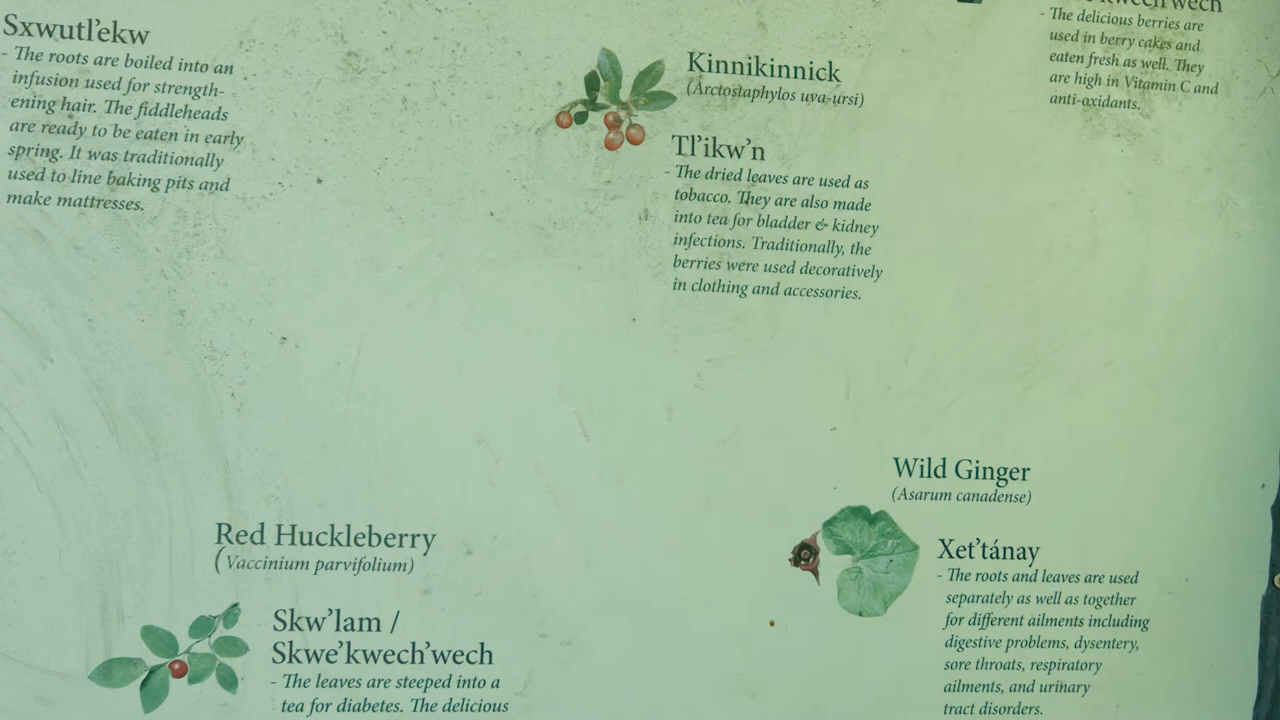 Sxwutl'ekw
- The roots are boiled into an
infusion used for strength-
ening hair. The fiddleheads
are ready to be eaten in early
spring. It was traditionally
used to line baking pits and
make mattresses.
Kinnikinnick
(Arctostaphylos uva-ursi)
Tl'ikw'n
- The dried leaves are used as
tobacco. They are also made
into tea for bladder & kidney
infections. Traditionally, the
berries were used decoratively
in clothing and accessories.
- The delicious berries are
used in berry cakes and
eaten fresh as well. They
are high in Vitamin C and
anti-oxidants.
Red Huckleberry
(Vaccinium parvifolium)
Skw'lam /
Skwe'kwech'wech
- The leaves are steeped into a
tea for diabetes. The delicious
Wild Ginger
(Asarum canadense)
Xet'tánay
- The roots and leaves are used
separately as well as together
for different ailments including
digestive problems, dysentery,
sore throats, respiratory
ailments, and urinary
tract disorders.